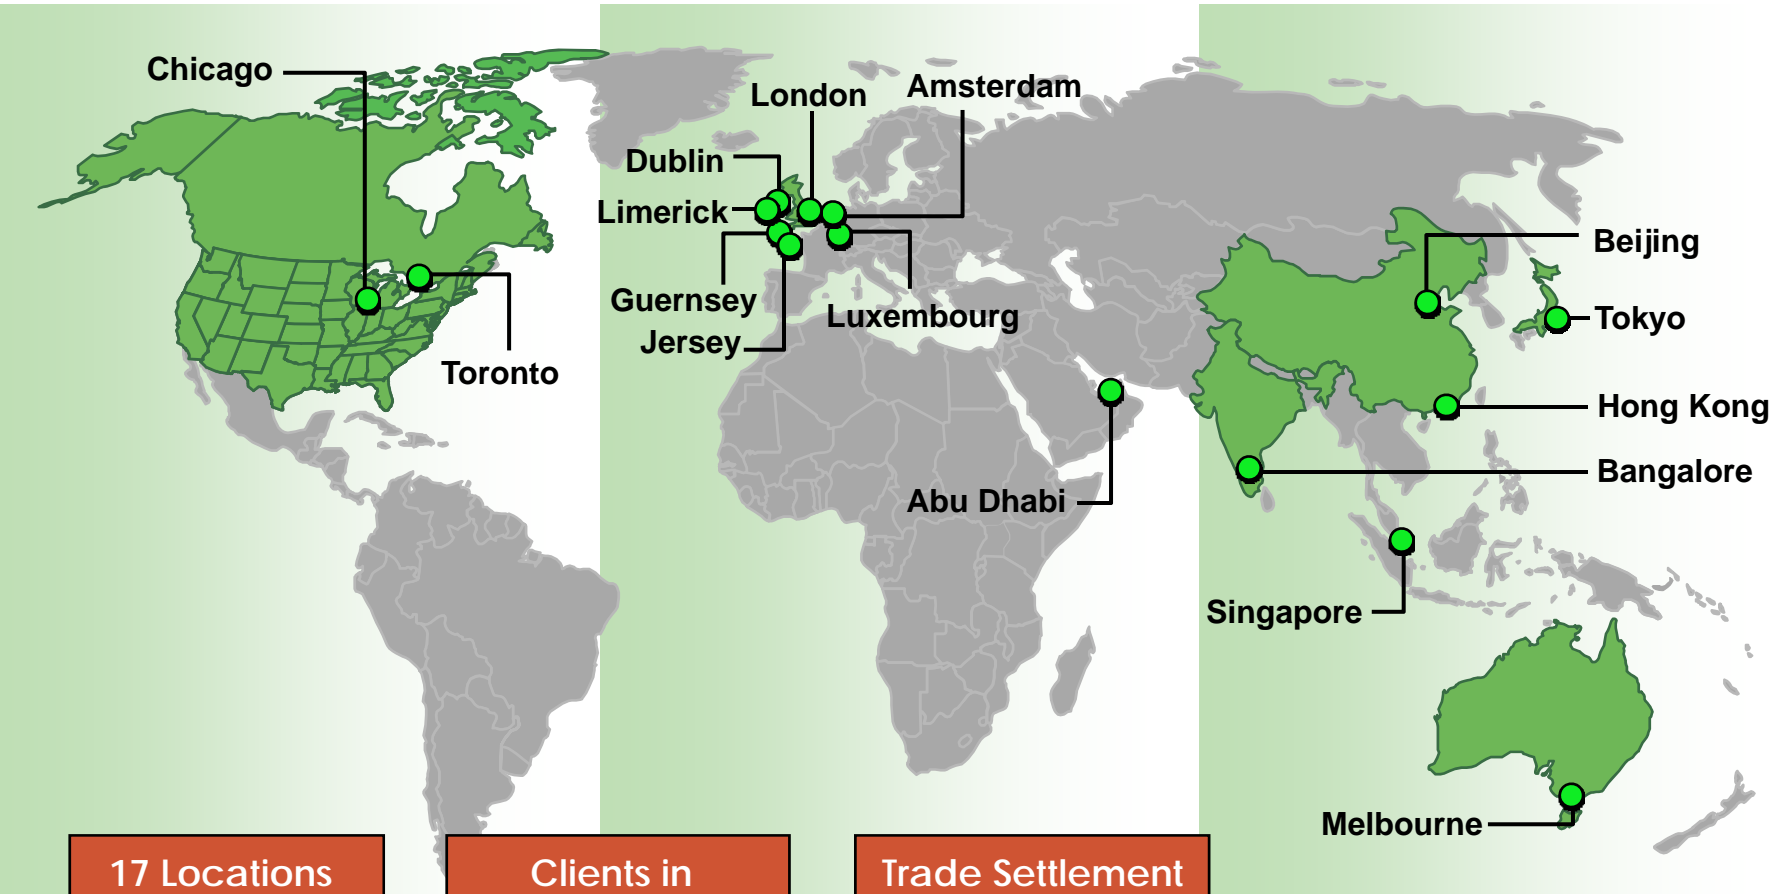 Chicago
London
Amsterdam
Dublin
Limerick
Guernsey
Jersey
Luxembourg
Toronto
Beijing
Tokyo
Hong Kong
Bangalore
Abu Dhabi
Singapore
Melbourne
17 Locations
Clients in
Trade Settlement